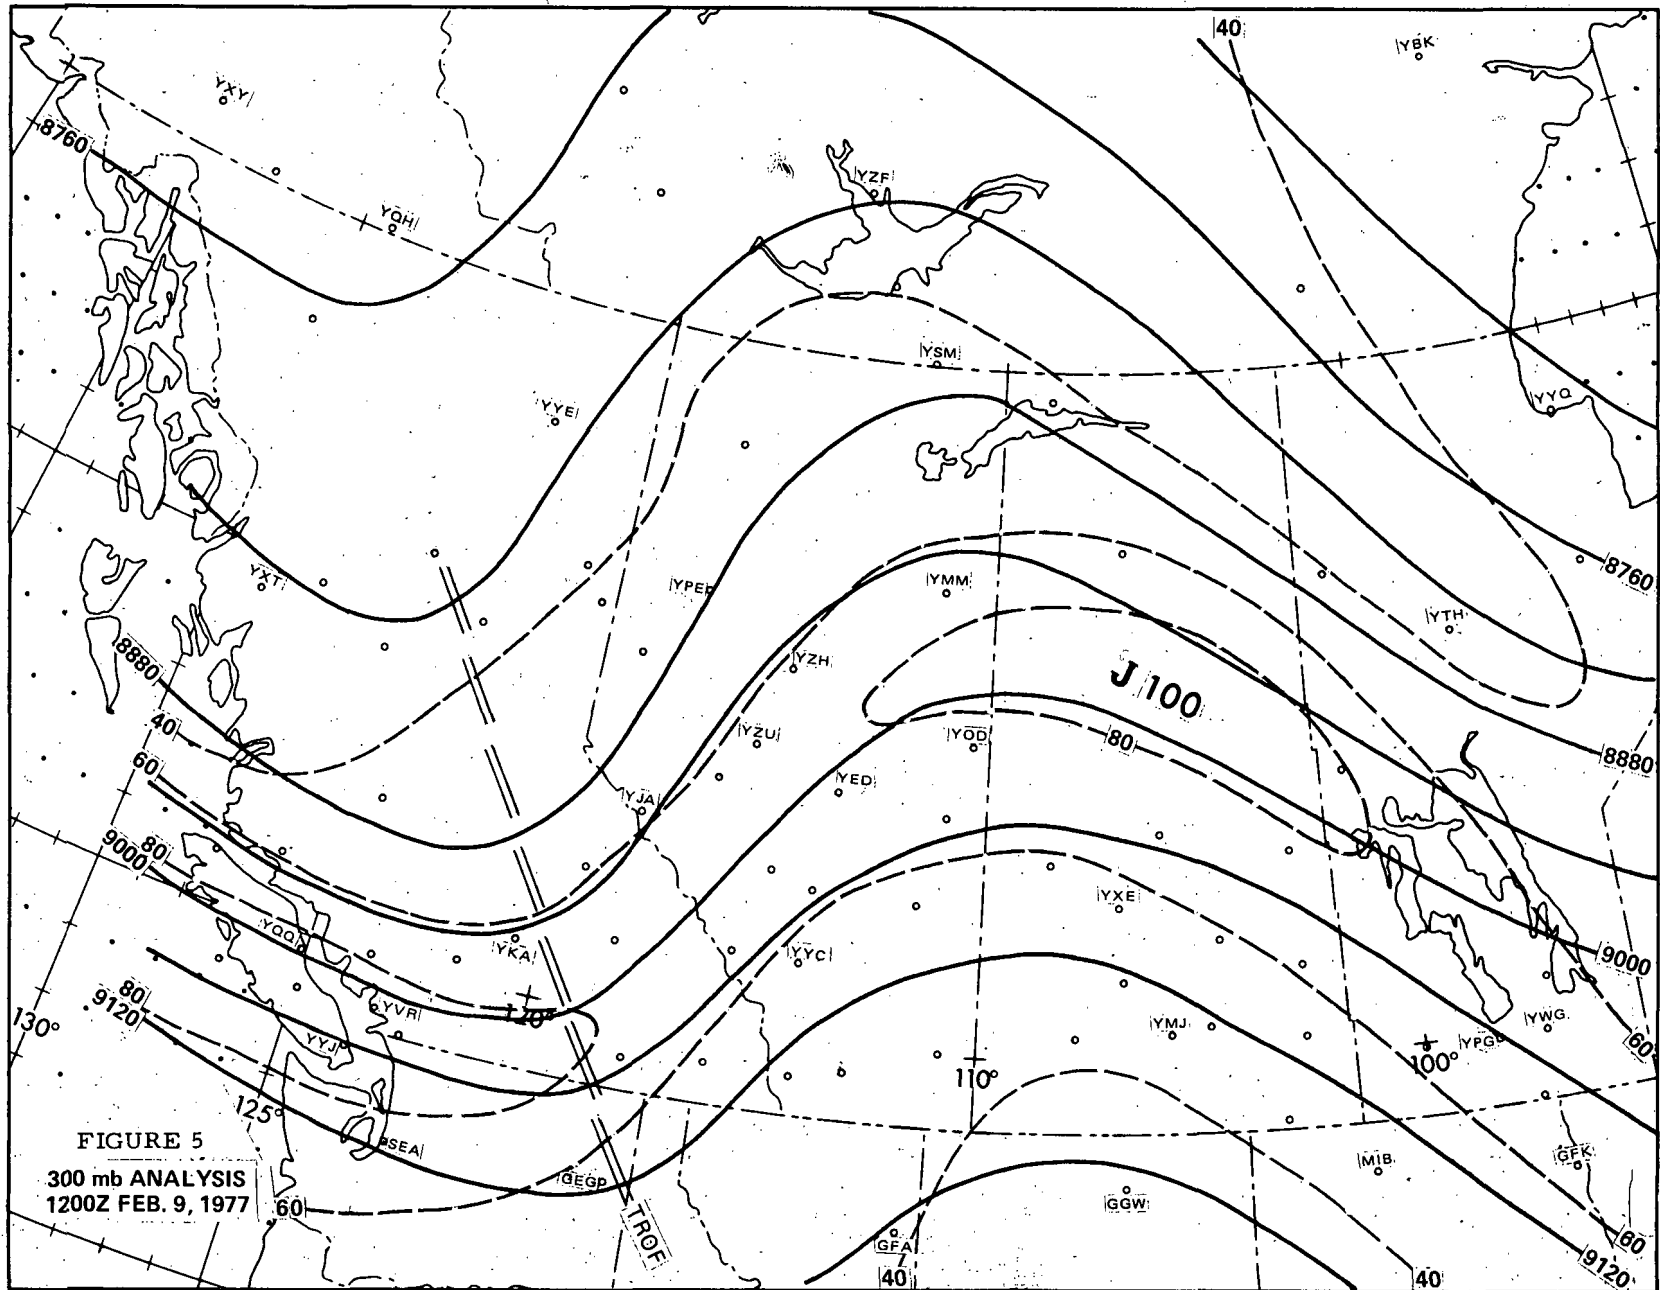 40
YBK
YXY
8760
YZF
YQH
YSM
YYE
YYQ
8760
YXT
YPE
YMM
YTH
8880
YZH
J 100
40
YZU
YOD
80
8880
60
YED
YJA
80
9000
YXE
YQQ
YKA
YYC
9000
80
9120
YVR
120°
130°
YYJ
YMJ
YWG
YPG
60
100°
110°
125°
FIGURE 5
SEA
MIB
GFK
300 mb ANALYSIS
1200Z FEB. 9, 1977
60
GEG
GGW
TROF
GFA
60
9120
40
40